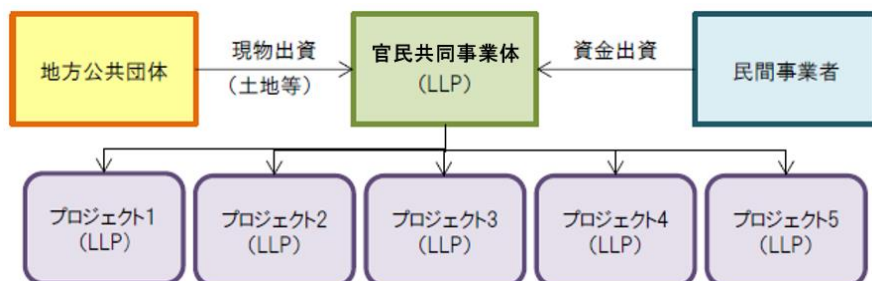 地方公共団体
現物出資
（土地等）
官民共同事業体
(LLP)
資金出資
民間事業者
プロジェクト1
(LLP)
プロジェクト2
(LLP)
プロジェクト3
(LLP)
プロジェクト4
(LLP)
プロジェクト5
(LLP)